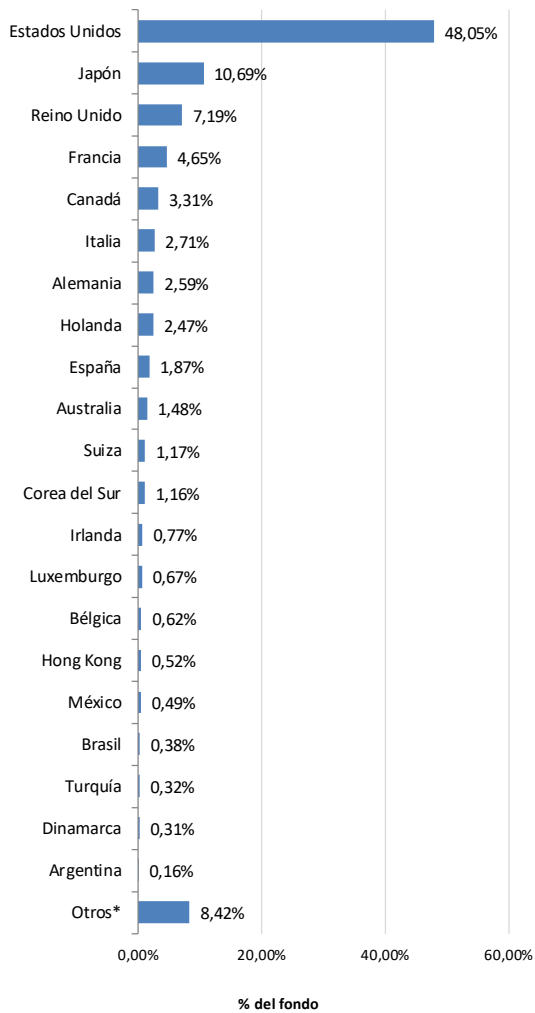 Estados Unidos 48,05%
Japón 10,69%
Reino Unido 7,19%
Francia 4,65%
Canadá 3,31%
Italia 2,71%
Alemania 2,59%
Holanda 2,47%
España 1,87%
Australia 1,48%
Suiza 1,17%
Corea del Sur 1,16%
Irlanda 0,77%
Luxemburgo 0,67%
Bélgica 0,62%
Hong Kong 0,52%
México 0,49%
Brasil 0,38%
Turquía 0,32%
Dinamarca 0,31%
Argentina 0,16%
Otros* 8,42%
0,00% 20,00% 40,00% 60,00%
% del fondo